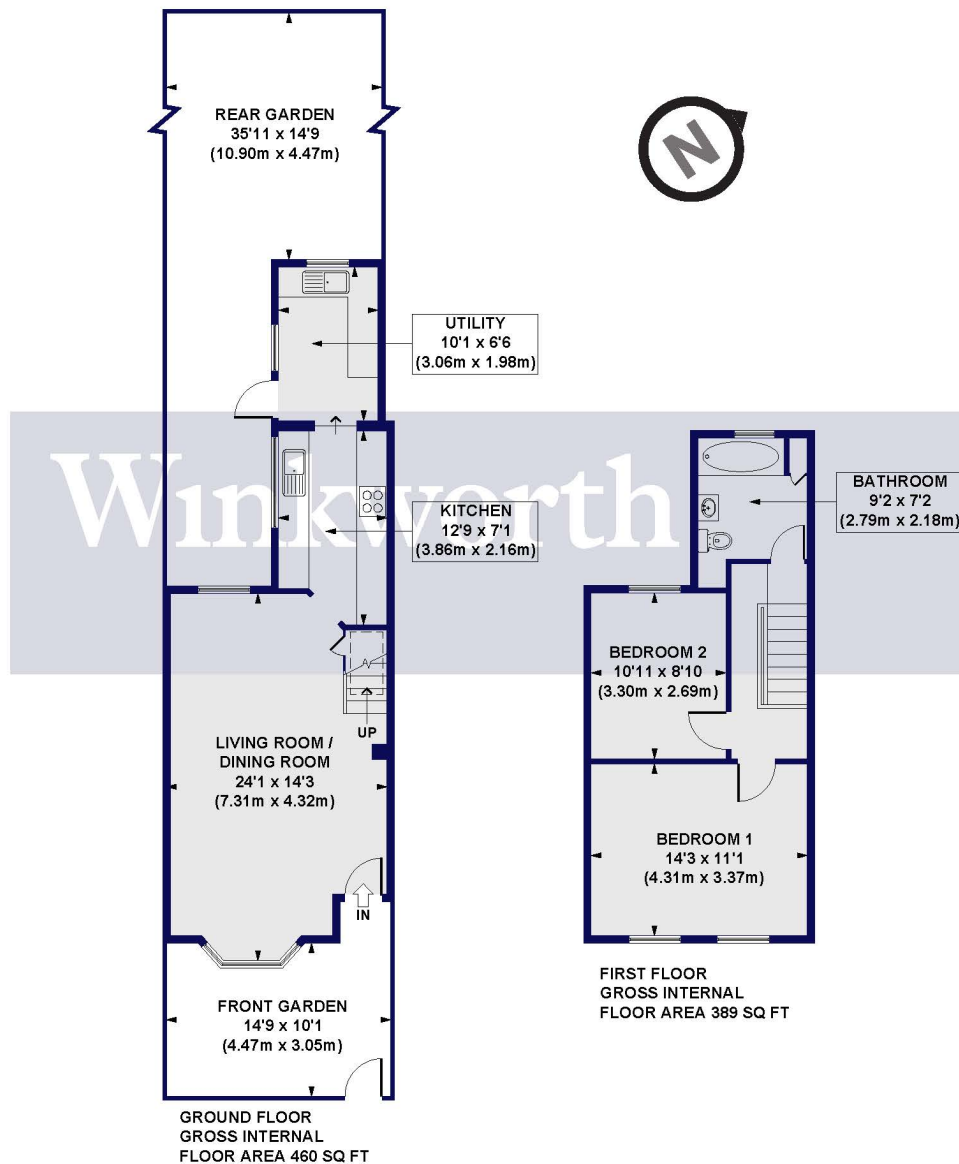 REAR GARDEN
35'11 x 14'9
(10.90m x 4.47m)
N
UTILITY
10'1 x 6'6
(3.06m x 1.98m)
Winkworth
KITCHEN
12'9 x 7'1
(3.86m x 2.16m)
BATHROOM
9'2 x 7'2
(2.79m x 2.18m)
BEDROOM 2
10'11 x 8'10
(3.30m x 2.69m)
UP
LIVING ROOM /
DINING ROOM
24'1 x 14'3
(7.31m x 4.32m)
BEDROOM 1
14'3 x 11'1
(4.31m x 3.37m)
IN
FRONT GARDEN
14'9 x 10'1
(4.47m x 3.05m)
FIRST FLOOR
GROSS INTERNAL
FLOOR AREA 389 SQ FT
GROUND FLOOR
GROSS INTERNAL
FLOOR AREA 460 SQ FT